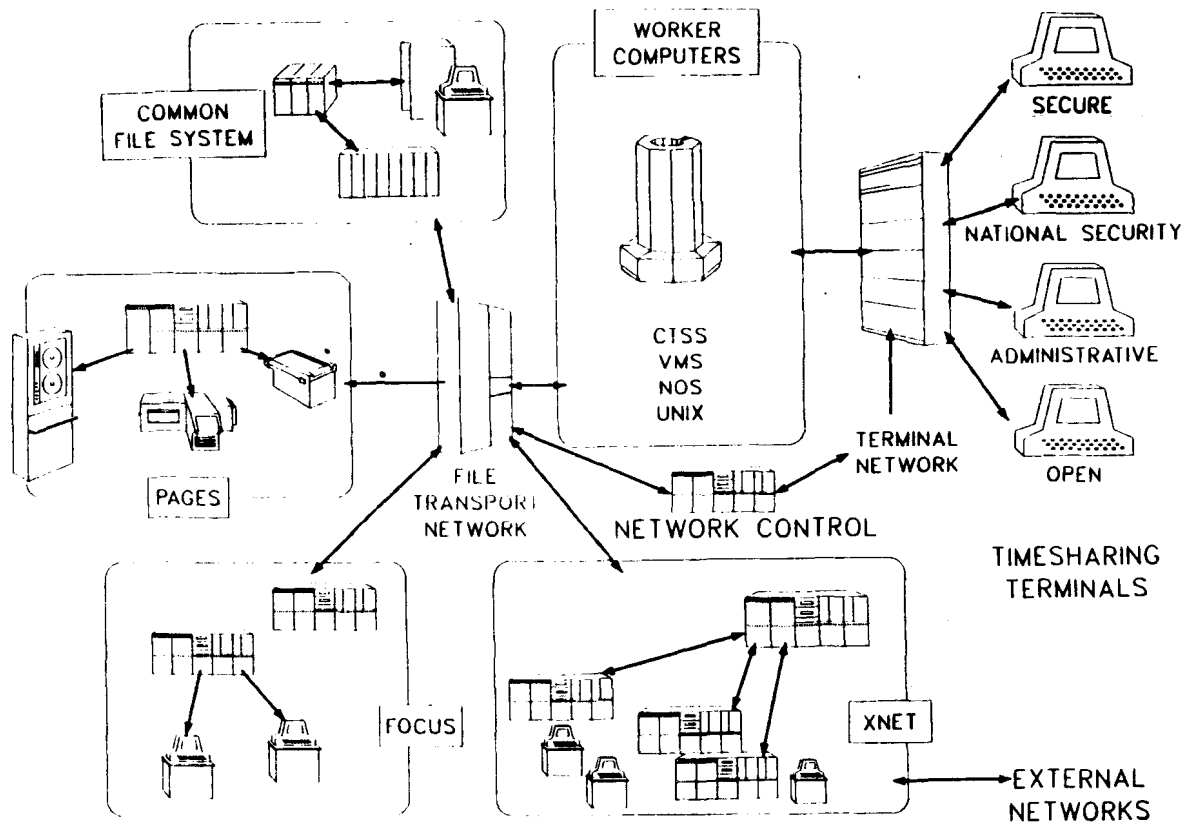 WORKER
COMPUTERS
COMMON
FILE SYSTEM
SECURE
NATIONAL SECURITY
ADMINISTRATIVE
OPEN
CTSS
VMS
NOS
UNIX
TERMINAL
NETWORK
PAGES
FILE
TRANSPORT
NETWORK
NETWORK CONTROL
TIMESHARING
TERMINALS
FOCUS
XNET
EXTERNAL
NETWORKS